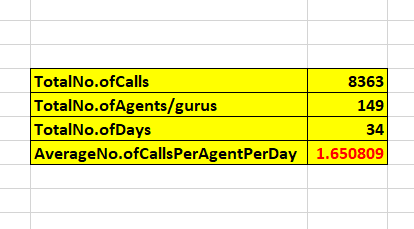 TotalNo.ofCalls 8363
TotalNo.ofAgents/gurus 149
TotalNo.ofDays 34
AverageNo.ofCallsPerAgentPerDay 1.650809